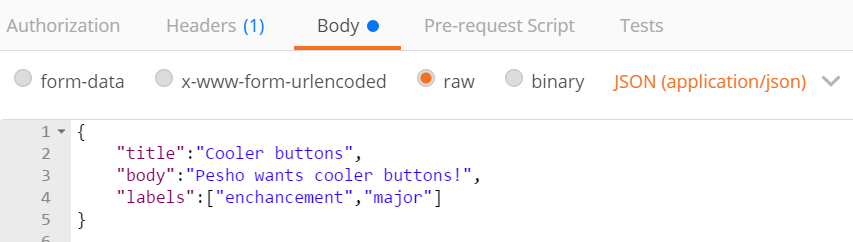 Authorization Headers (1) Body Pre-request Script Tests
form-data x-www-form-urlencoded raw binary JSON (application/json)
1 {
2 "title":"Cooler buttons",
3 "body":"Pesho wants cooler buttons!",
4 "labels":["enchancement","major"]
5 }
6